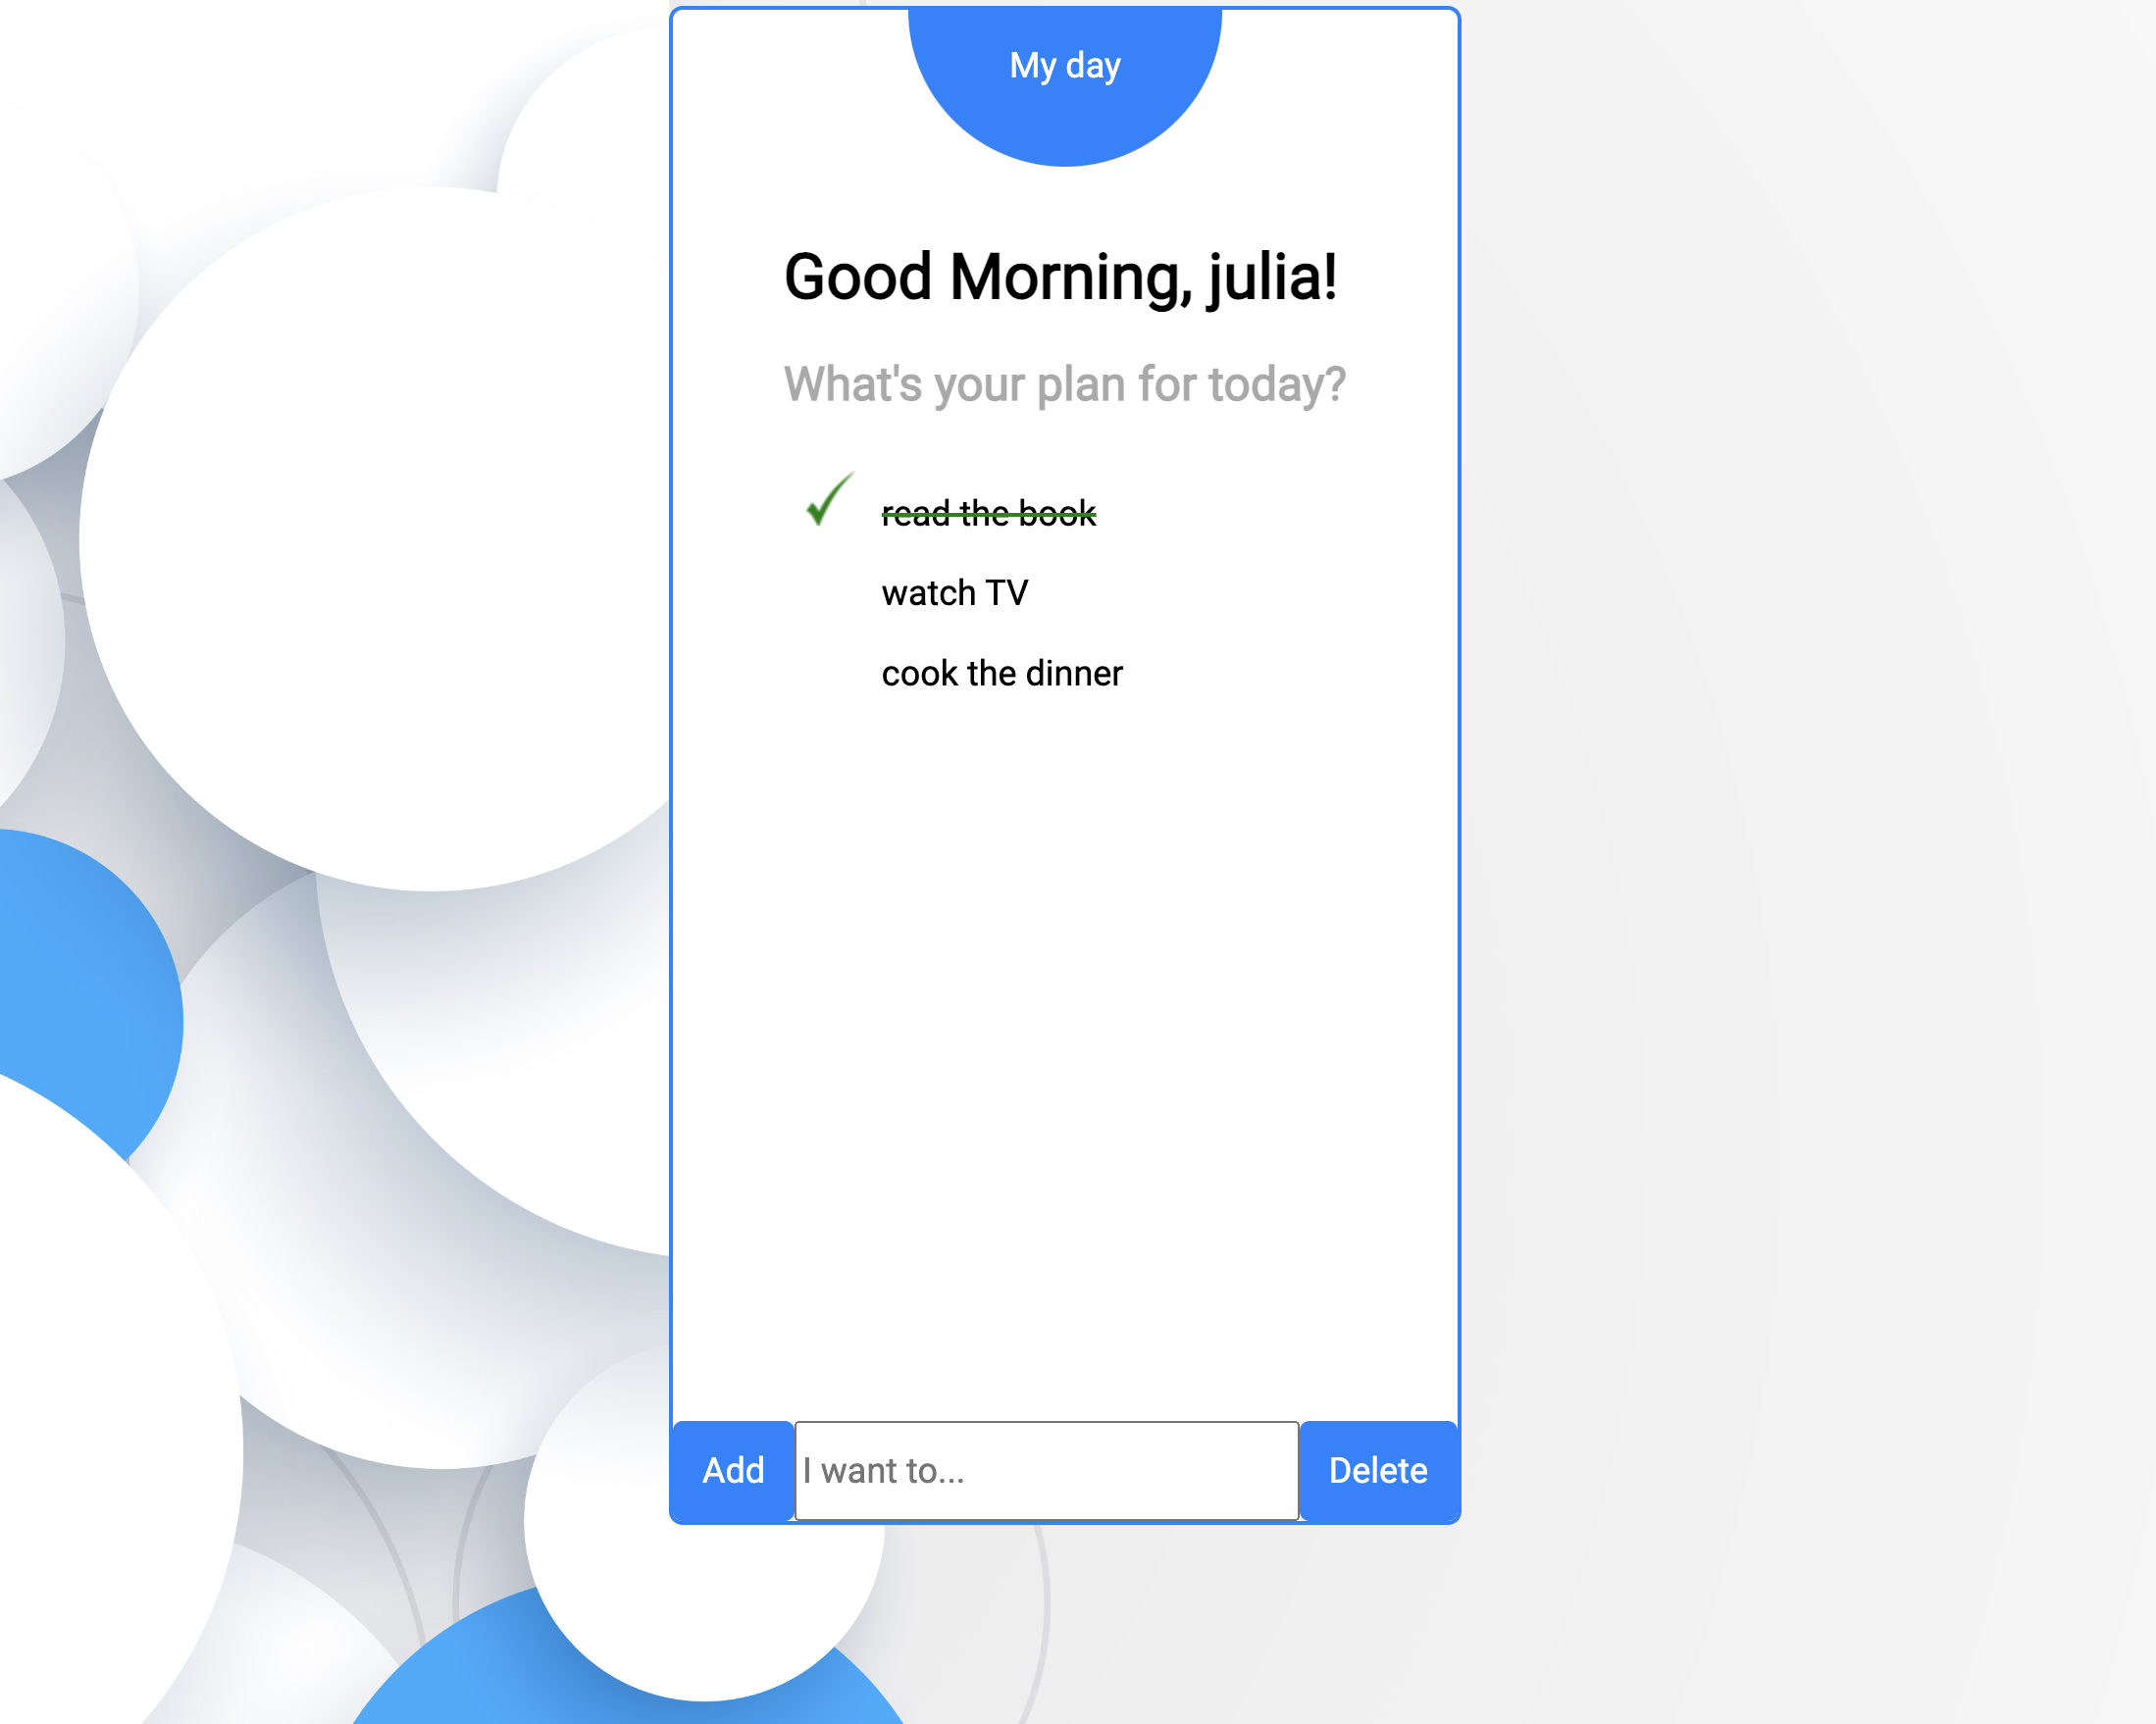 My day
Good Morning, julia!
What's your plan for today?
read the book
watch TV
cook the dinner
Add
I want to...
Delete